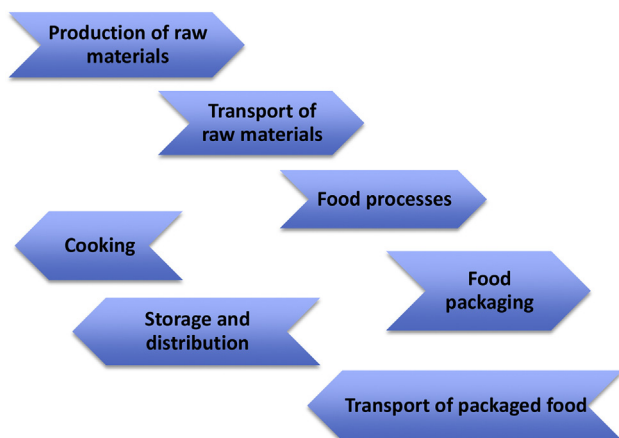 Production of raw
materials
Transport of
raw materials
Food processes
Cooking
Food
packaging
Storage and
distribution
Transport of packaged food